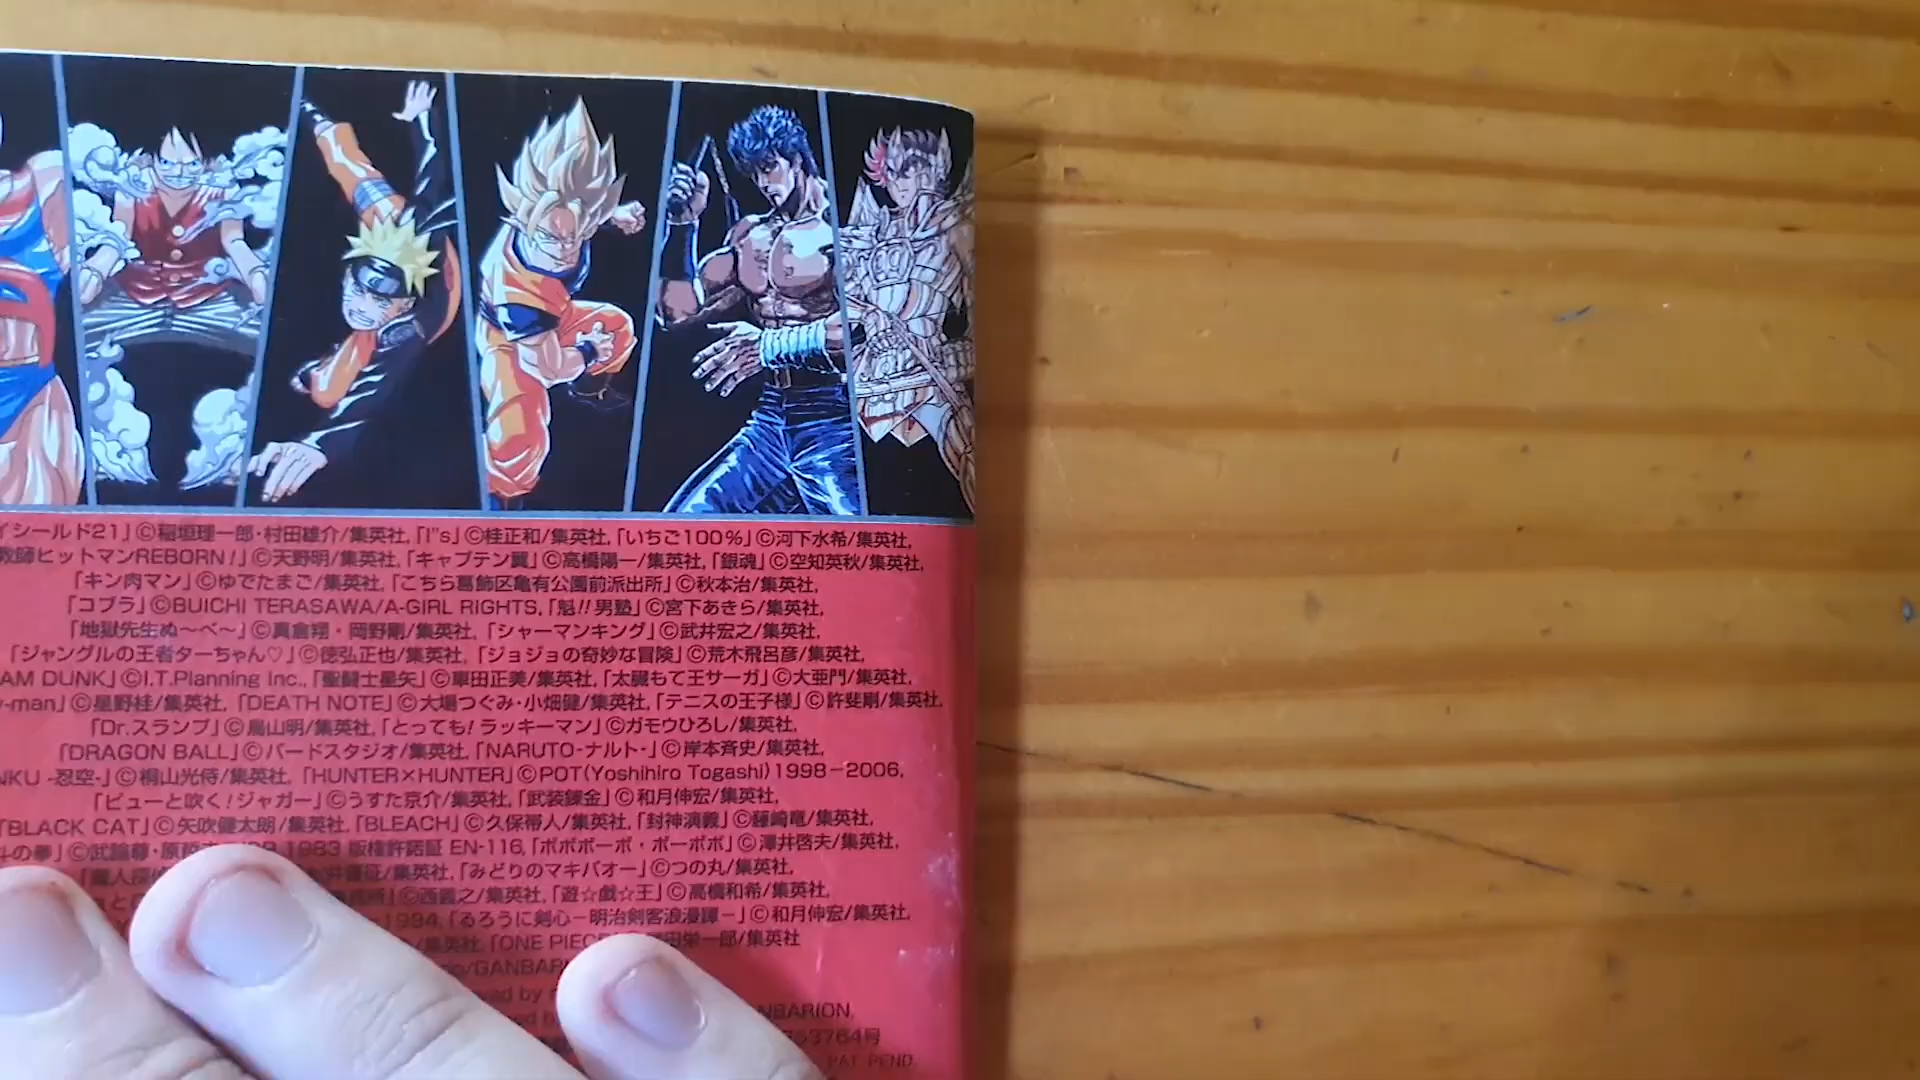 イシールド21」©稲垣理一郎・村田雄介/集英社, 「I"s」©桂正和/集英社, 「いちご100%」©河下水希/集英社,
教師ヒットマンREBORN!」©天野明/集英社, 「キャプテン翼」©高橋陽一/集英社, 「銀魂」©空知英秋/集英社,
「キン肉マン」©ゆでたまご/集英社, 「こちら葛飾区亀有公園前派出所」©秋本治/集英社,
「コブラ」©BUICHI TERASAWA/A-GIRL RIGHTS, 「魁!!男塾」©宮下あきら/集英社,
「地獄先生ぬ〜べ〜」©真倉翔・岡野剛/集英社, 「シャーマンキング」©武井宏之/集英社,
「ジャングルの王者ターちゃん♡」©徳弘正也/集英社, 「ジョジョの奇妙な冒険」©荒木飛呂彦/集英社,
AM DUNK」©I.T.Planning Inc., 「聖闘士星矢」©車田正美/集英社, 「太臓もて王サーガ」©大亜門/集英社,
-man」©星野桂/集英社, 「DEATH NOTE」©大場つぐみ・小畑健/集英社, 「テニスの王子様」©許斐剛/集英社,
「Dr.スランプ」©鳥山明/集英社, 「とっても!ラッキーマン」©ガモウひろし/集英社,
「DRAGON BALL」©バードスタジオ/集英社, 「NARUTO-ナルト-」©岸本斉史/集英社,
NKU -忍空-」©桐山光侍/集英社, 「HUNTER×HUNTER」©POT(Yoshihiro Togashi)1998-2006,
「ピューと吹く!ジャガー」©うすた京介/集英社, 「武装錬金」©和月伸宏/集英社,
「BLACK CAT」©矢吹健太朗/集英社, 「BLEACH」©久保帯人/集英社, 「封神演義」©藤崎竜/集英社,
斗の拳」©武論尊・原 1983 版権許諾証 EN-116, 「ボボボーボ・ボーボボ」©澤井啓夫/集英社,
「魔人探偵 井優征/集英社, 「みどりのマキバオー」©つの丸/集英社,
」©西義之/集英社, 「遊☆戯☆王」©高橋和希/集英社,
1994, 「るろうに剣心-明治剣客浪漫譚-」©和月伸宏/集英社,
/集英社, 「ONE PIECE 田栄一郎/集英社
/GANBAR
by
NBARION,
53764号
PAT. PEND.